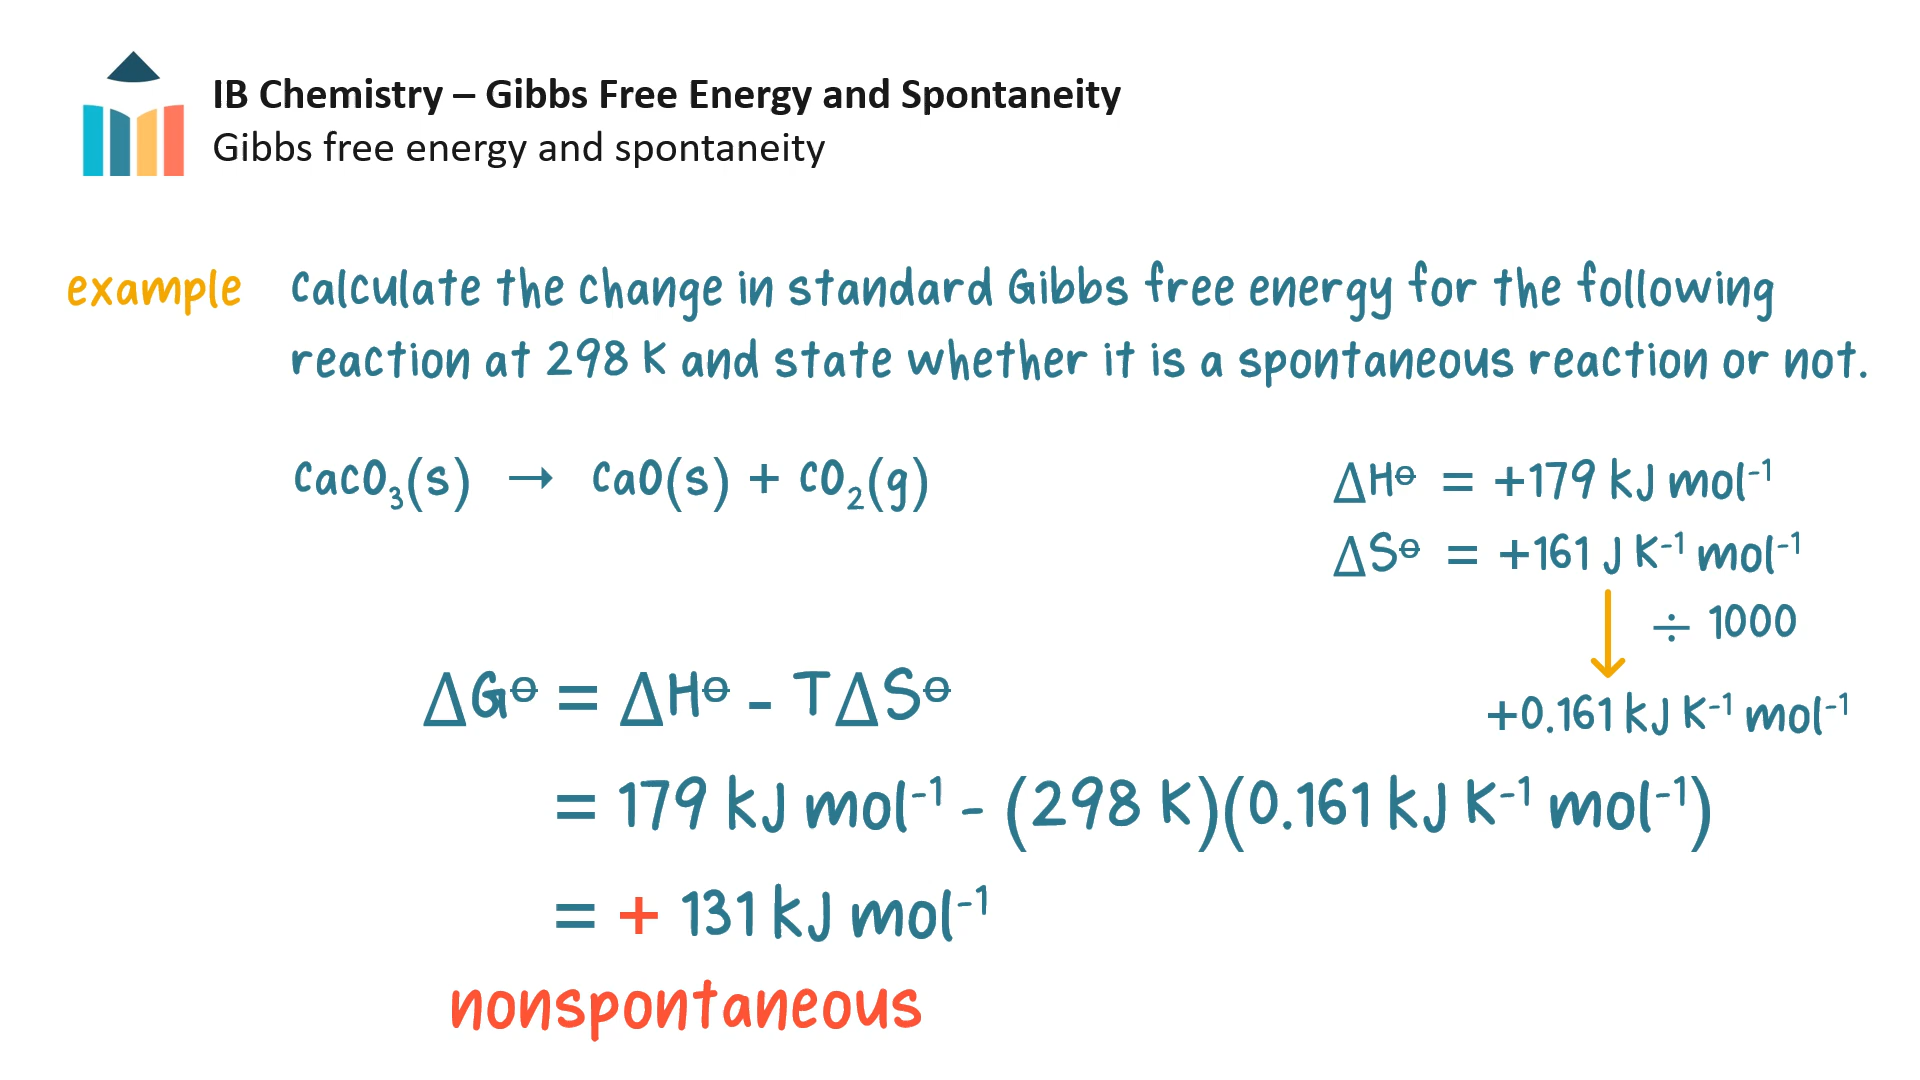 IB Chemistry – Gibbs Free Energy and Spontaneity
Gibbs free energy and spontaneity
example Calculate the change in standard Gibbs free energy for the following
reaction at 298 K and state whether it is a spontaneous reaction or not.
CaCO₃(s) → CaO(s) + CO₂(g)
ΔH⦵ = +179 kJ mol⁻¹
ΔS⦵ = +161 J K⁻¹ mol⁻¹
÷ 1000
+0.161 kJ K⁻¹ mol⁻¹
ΔG⦵ = ΔH⦵ - TΔS⦵
= 179 kJ mol⁻¹ - (298 K)(0.161 kJ K⁻¹ mol⁻¹)
= + 131 kJ mol⁻¹
nonspontaneous